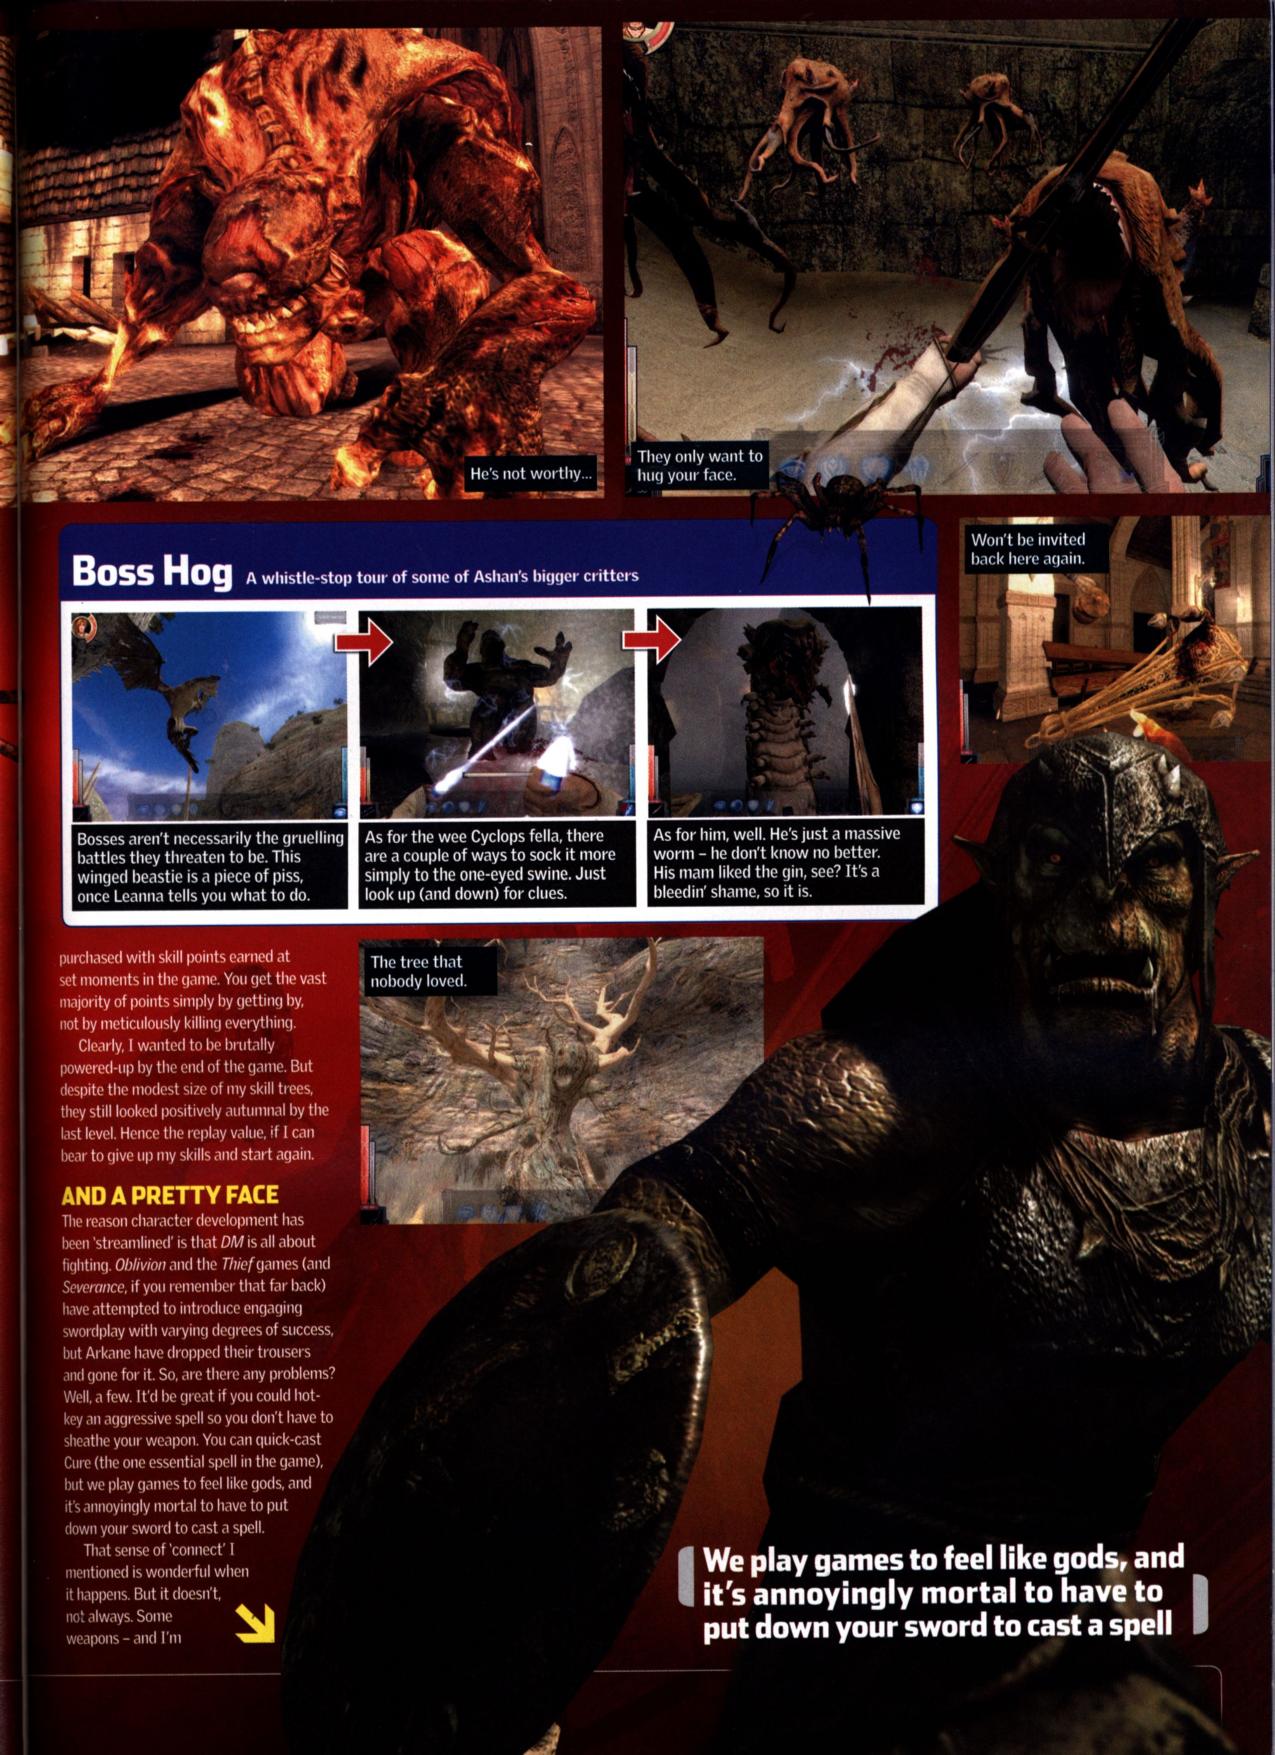 He's not worthy...
They only want to
hug your face.
Boss Hog A whistle-stop tour of some of Ashan's bigger critters
Won't be invited
back here again.
Bosses aren't necessarily the gruelling
battles they threaten to be. This
winged beastie is a piece of piss,
once Leanna tells you what to do.
As for the wee Cyclops fella, there
are a couple of ways to sock it more
simply to the one-eyed swine. Just
look up (and down) for clues.
As for him, well. He's just a massive
worm – he don't know no better.
His mam liked the gin, see? It's a
bleedin' shame, so it is.
The tree that
nobody loved.
purchased with skill points earned at
set moments in the game. You get the vast
majority of points simply by getting by,
not by meticulously killing everything.
Clearly, I wanted to be brutally
powered-up by the end of the game. But
despite the modest size of my skill trees,
they still looked positively autumnal by the
last level. Hence the replay value, if I can
bear to give up my skills and start again.
AND A PRETTY FACE
The reason character development has
been 'streamlined' is that DM is all about
fighting. Oblivion and the Thief games (and
Severance, if you remember that far back)
have attempted to introduce engaging
swordplay with varying degrees of success,
but Arkane have dropped their trousers
and gone for it. So, are there any problems?
Well, a few. It'd be great if you could hot-
key an aggressive spell so you don't have to
sheathe your weapon. You can quick-cast
Cure (the one essential spell in the game),
but we play games to feel like gods, and
it's annoyingly mortal to have to put
down your sword to cast a spell.
That sense of 'connect' I
mentioned is wonderful when
it happens. But it doesn't,
not always. Some
weapons – and I'm
We play games to feel like gods, and
it's annoyingly mortal to have to
put down your sword to cast a spell